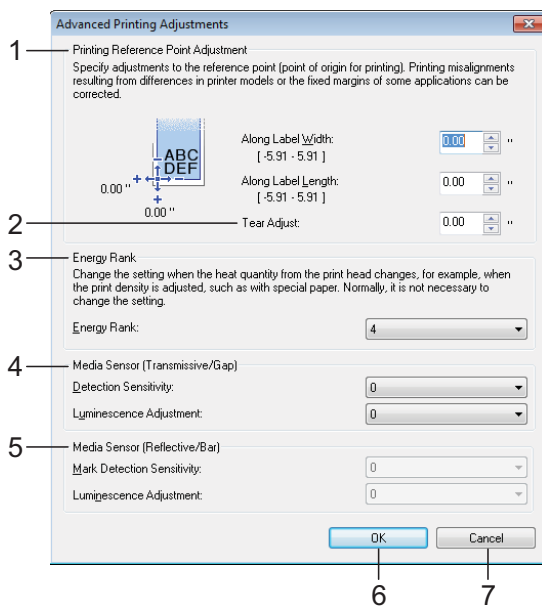 Advanced Printing Adjustments
1
Printing Reference Point Adjustment
Specify adjustments to the reference point (point of origin for printing). Printing misalignments
resulting from differences in printer models or the fixed margins of some applications can be
corrected.
ABC
DEF
0.00 "
0.00 "
Along Label Width:
[ -5.91 - 5.91 ]
0.00 "
Along Label Length:
[ -5.91 - 5.91 ]
0.00 "
2
Tear Adjust:
0.00 "
3
Energy Rank
Change the setting when the heat quantity from the print head changes, for example, when
the print density is adjusted, such as with special paper. Normally, it is not necessary to
change the setting.
Energy Rank:
4
4
Media Sensor (Transmissive/Gap)
Detection Sensitivity:
0
Luminescence Adjustment:
0
5
Media Sensor (Reflective/Bar)
Mark Detection Sensitivity:
0
Luminescence Adjustment:
0
OK
Cancel
6
7